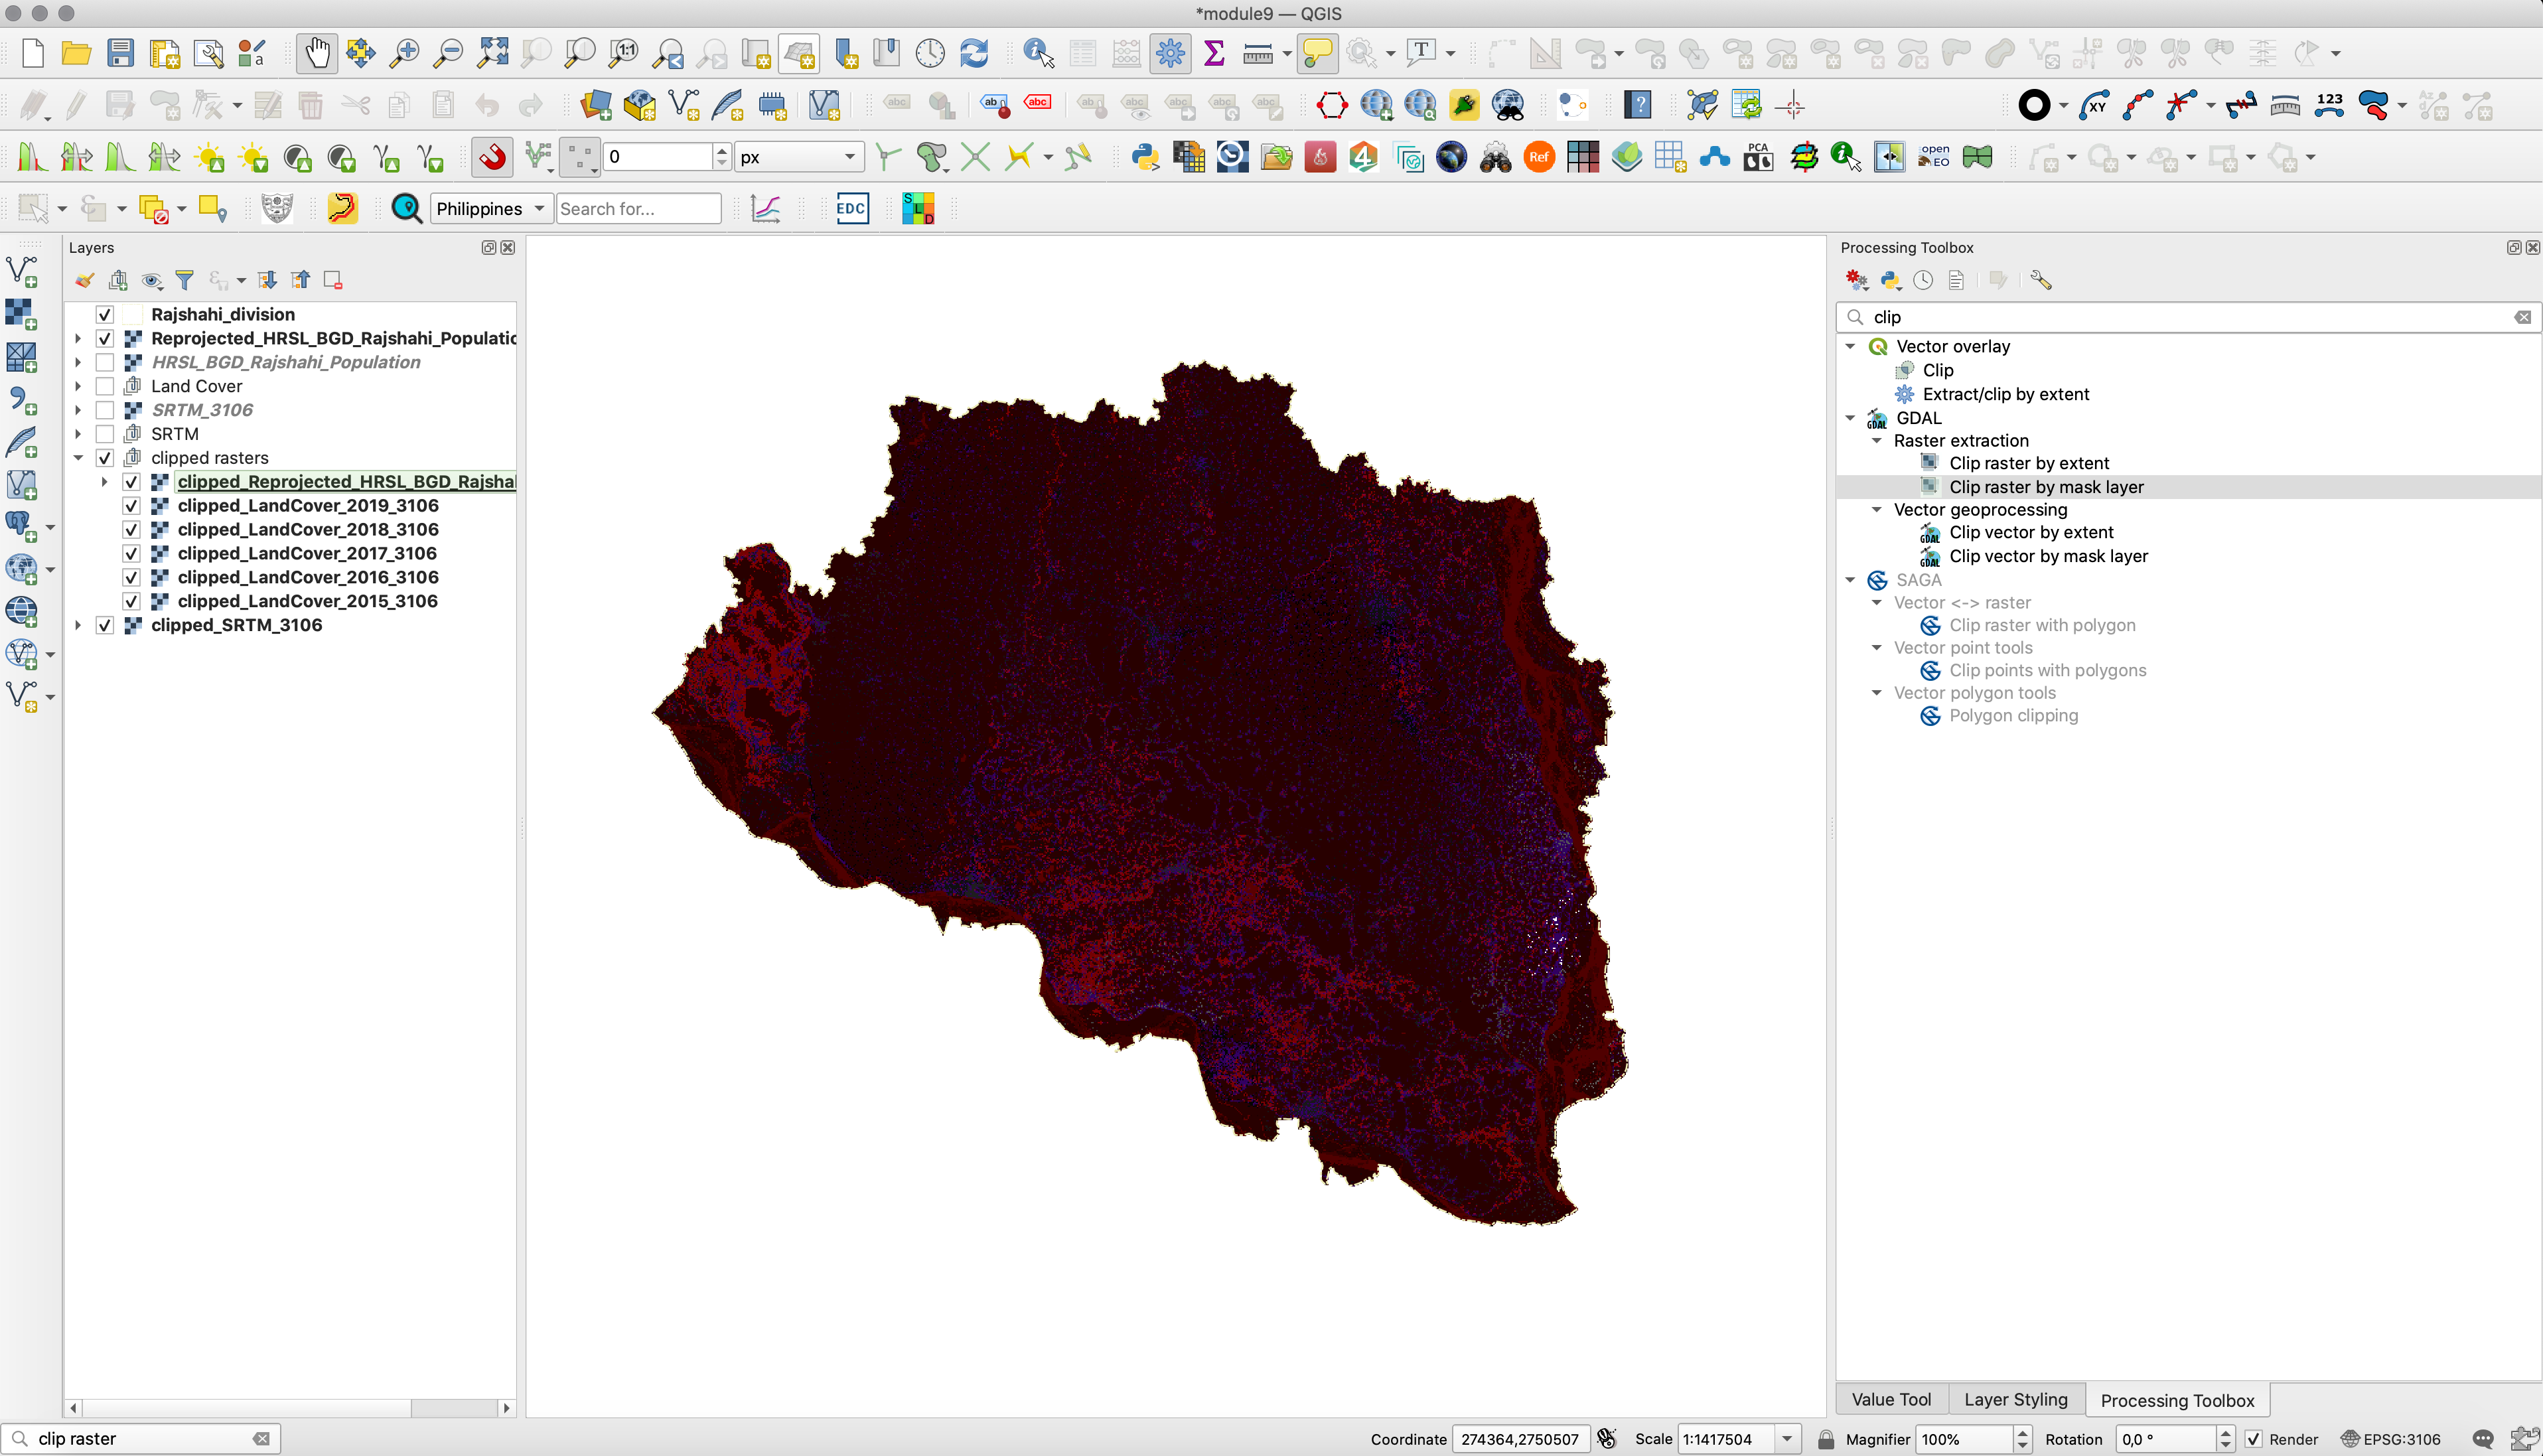 *module9 — QGIS
0
px
Philippines
Search for...
EDC
Layers
Rajshahi_division
Reprojected_HRSL_BGD_Rajshahi_Populatio
HRSL_BGD_Rajshahi_Population
Land Cover
SRTM_3106
SRTM
clipped rasters
clipped_Reprojected_HRSL_BGD_Rajshal
clipped_LandCover_2019_3106
clipped_LandCover_2018_3106
clipped_LandCover_2017_3106
clipped_LandCover_2016_3106
clipped_LandCover_2015_3106
clipped_SRTM_3106
Processing Toolbox
clip
Vector overlay
Clip
Extract/clip by extent
GDAL
Raster extraction
Clip raster by extent
Clip raster by mask layer
Vector geoprocessing
Clip vector by extent
Clip vector by mask layer
SAGA
Vector <-> raster
Clip raster with polygon
Vector point tools
Clip points with polygons
Vector polygon tools
Polygon clipping
Value Tool
Layer Styling
Processing Toolbox
clip raster
Coordinate 274364,2750507 Scale 1:1417504 Magnifier 100% Rotation 0,0 ° Render EPSG:3106